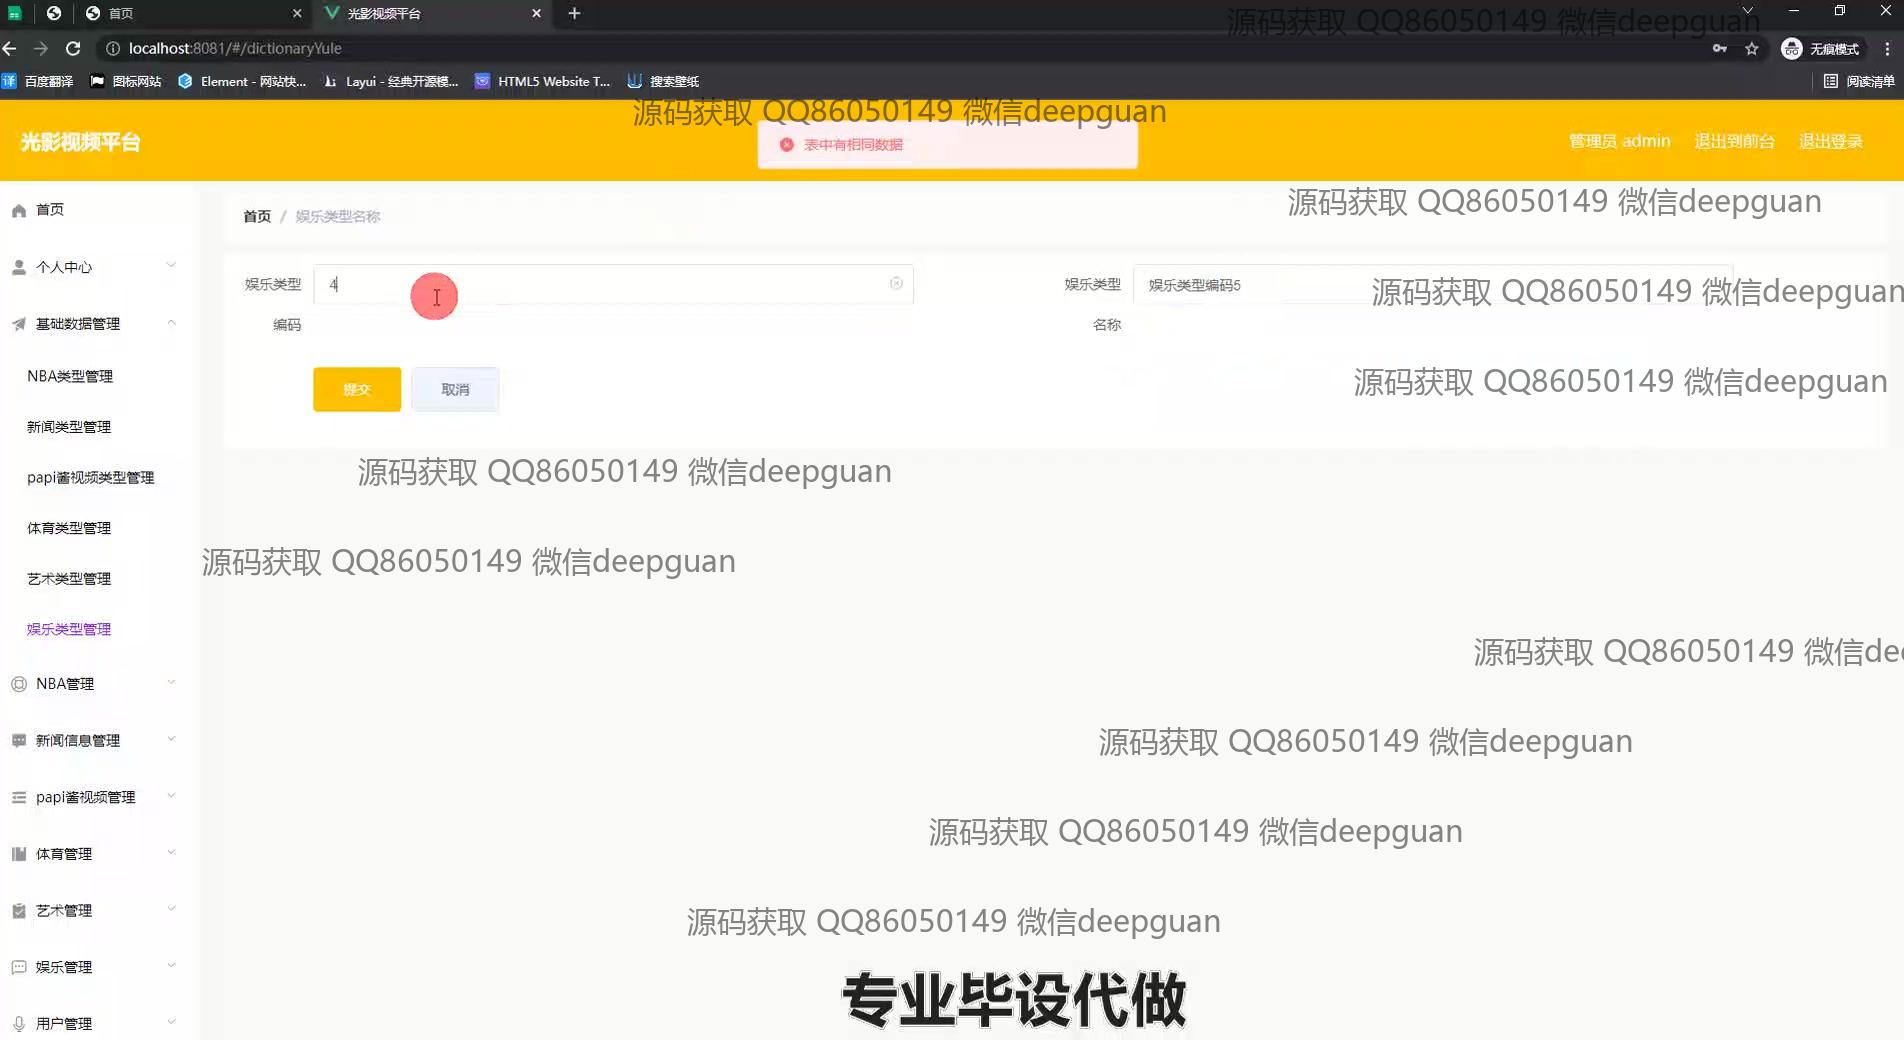 首页
光影视频平台
localhost:8081/#/dictionaryYule
无痕模式
百度翻译
图标网站
Element - 网站快...
Layui - 经典开源模...
HTML5 Website T...
搜索壁纸
阅读清单
源码获取 QQ86050149 微信deepguan
源码获取 QQ86050149 微信deepguan
光影视频平台
表中有相同数据
管理员 admin
退出到前台
退出登录
首页 / 娱乐类型名称
源码获取 QQ86050149 微信deepguan
娱乐类型编码
4
娱乐类型名称
娱乐类型编码5
源码获取 QQ86050149 微信deepguan
提交
取消
源码获取 QQ86050149 微信deepguan
源码获取 QQ86050149 微信deepguan
源码获取 QQ86050149 微信deepguan
源码获取 QQ86050149 微信dee
源码获取 QQ86050149 微信deepguan
源码获取 QQ86050149 微信deepguan
源码获取 QQ86050149 微信deepguan
首页
个人中心
基础数据管理
NBA类型管理
新闻类型管理
papi酱视频类型管理
体育类型管理
艺术类型管理
娱乐类型管理
NBA管理
新闻信息管理
papi酱视频管理
体育管理
艺术管理
娱乐管理
用户管理
专业毕设代做